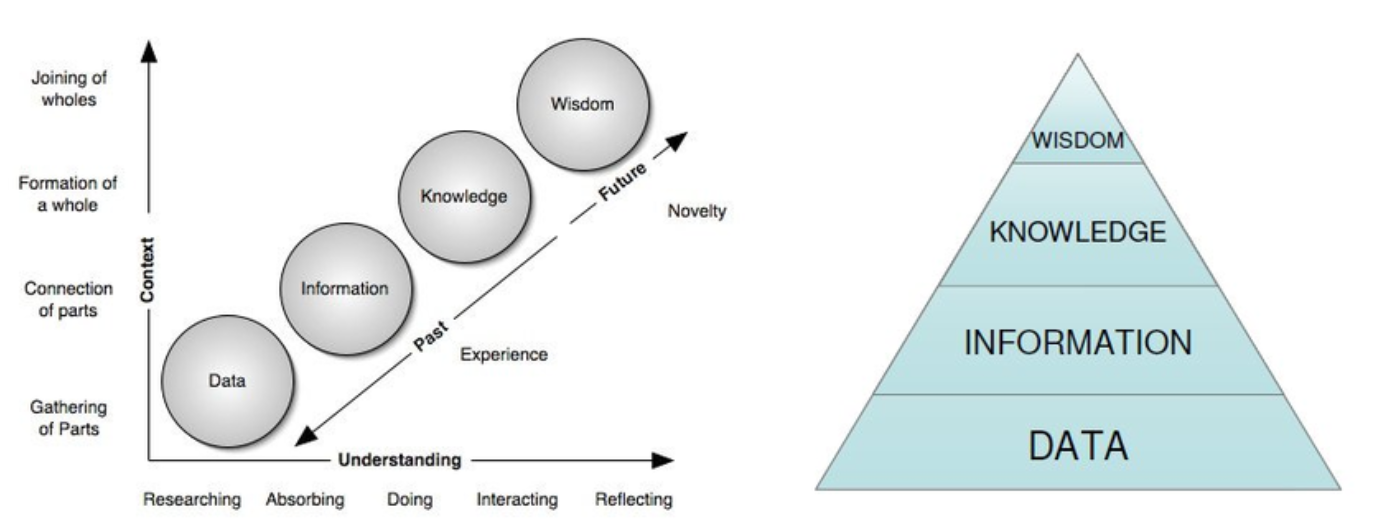 Joining of
wholes
Formation of
a whole
Context
Connection
of parts
Gathering
of Parts
Wisdom
Knowledge
Information
Data
Future
Novelty
Past
Experience
Understanding
Researching Absorbing Doing Interacting Reflecting
WISDOM
KNOWLEDGE
INFORMATION
DATA